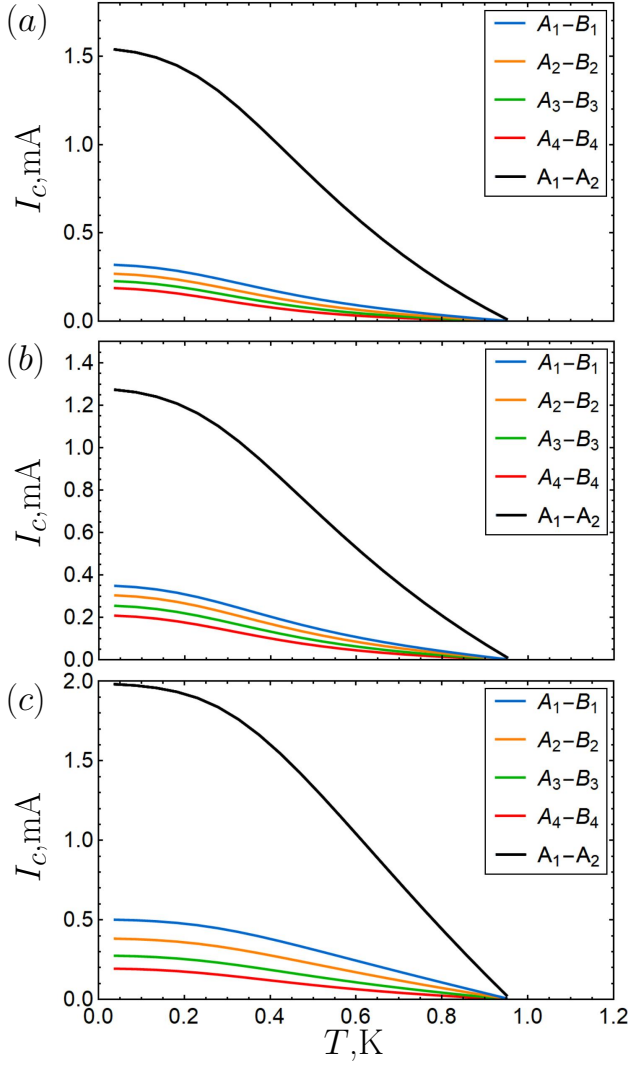 (a)
I_c,mA
1.5
1.0
0.5
0.0
A₁–B₁
A₂–B₂
A₃–B₃
A₄–B₄
A₁–A₂
(b)
I_c,mA
1.4
1.2
1.0
0.8
0.6
0.4
0.2
0.0
A₁–B₁
A₂–B₂
A₃–B₃
A₄–B₄
A₁–A₂
(c)
I_c,mA
2.0
1.5
1.0
0.5
0.0
A₁–B₁
A₂–B₂
A₃–B₃
A₄–B₄
A₁–A₂
0.0 0.2 0.4 0.6 0.8 1.0 1.2
T,K